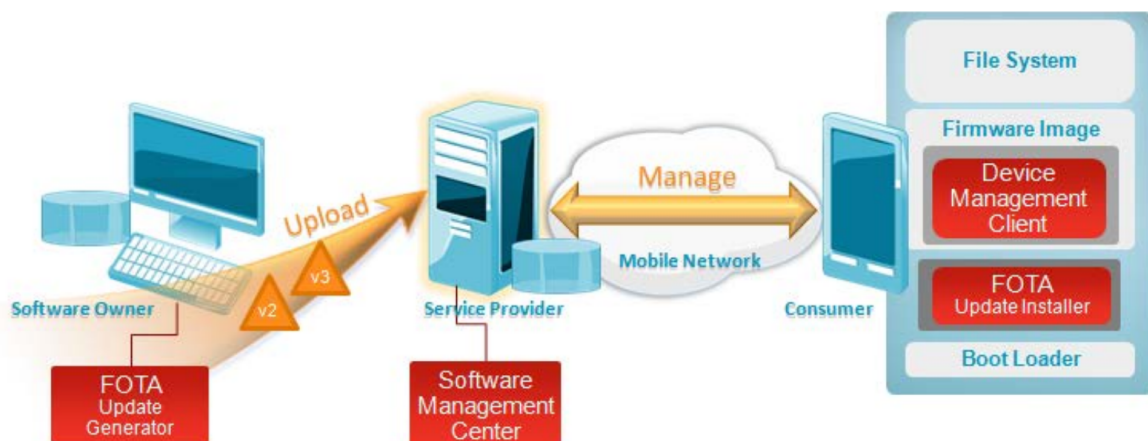 File System
Firmware Image
Device
Management
Client
FOTA
Update Installer
Boot Loader
Manage
Mobile Network
Upload
v3
v2
Software Owner
Service Provider
Consumer
FOTA
Update
Generator
Software
Management
Center